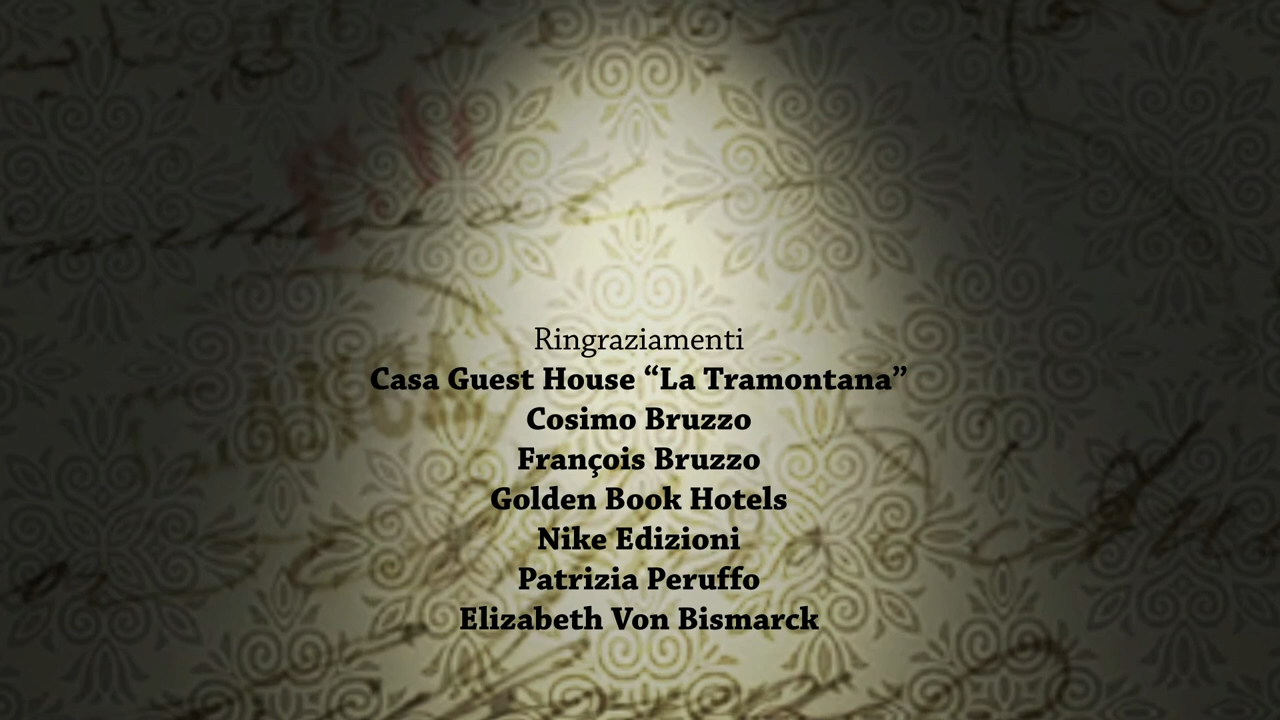 Ringraziamenti
Casa Guest House “La Tramontana”
Cosimo Bruzzo
François Bruzzo
Golden Book Hotels
Nike Edizioni
Patrizia Peruffo
Elizabeth Von Bismarck